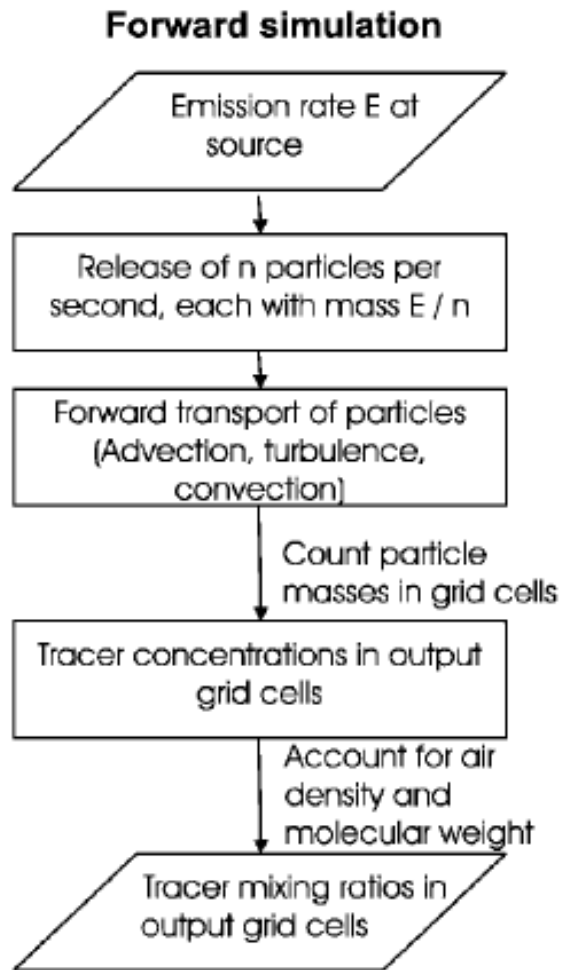 Forward simulation
Emission rate E at
source
Release of n particles per
second, each with mass E / n
Forward transport of particles
(Advection, turbulence,
convection)
Count particle
masses in grid cells
Tracer concentrations in output
grid cells
Account for air
density and
molecular weight
Tracer mixing ratios in
output grid cells